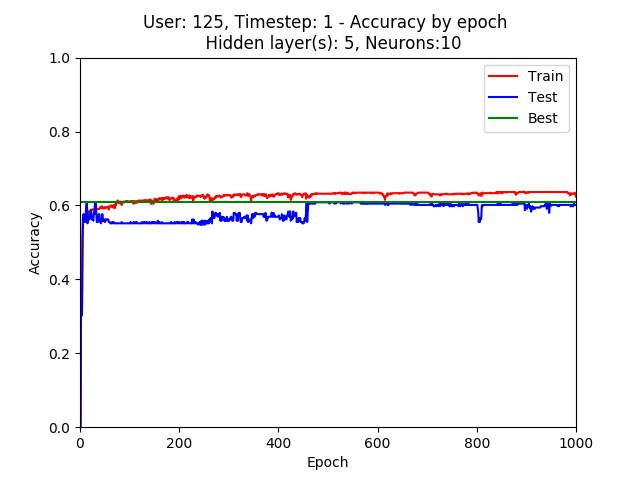 User: 125, Timestep: 1 - Accuracy by epoch
Hidden layer(s): 5, Neurons:10
1.0
Train
Test
Best
0.8
0.6
0.4
0.2
0.0
Accuracy
0 200 400 600 800 1000
Epoch